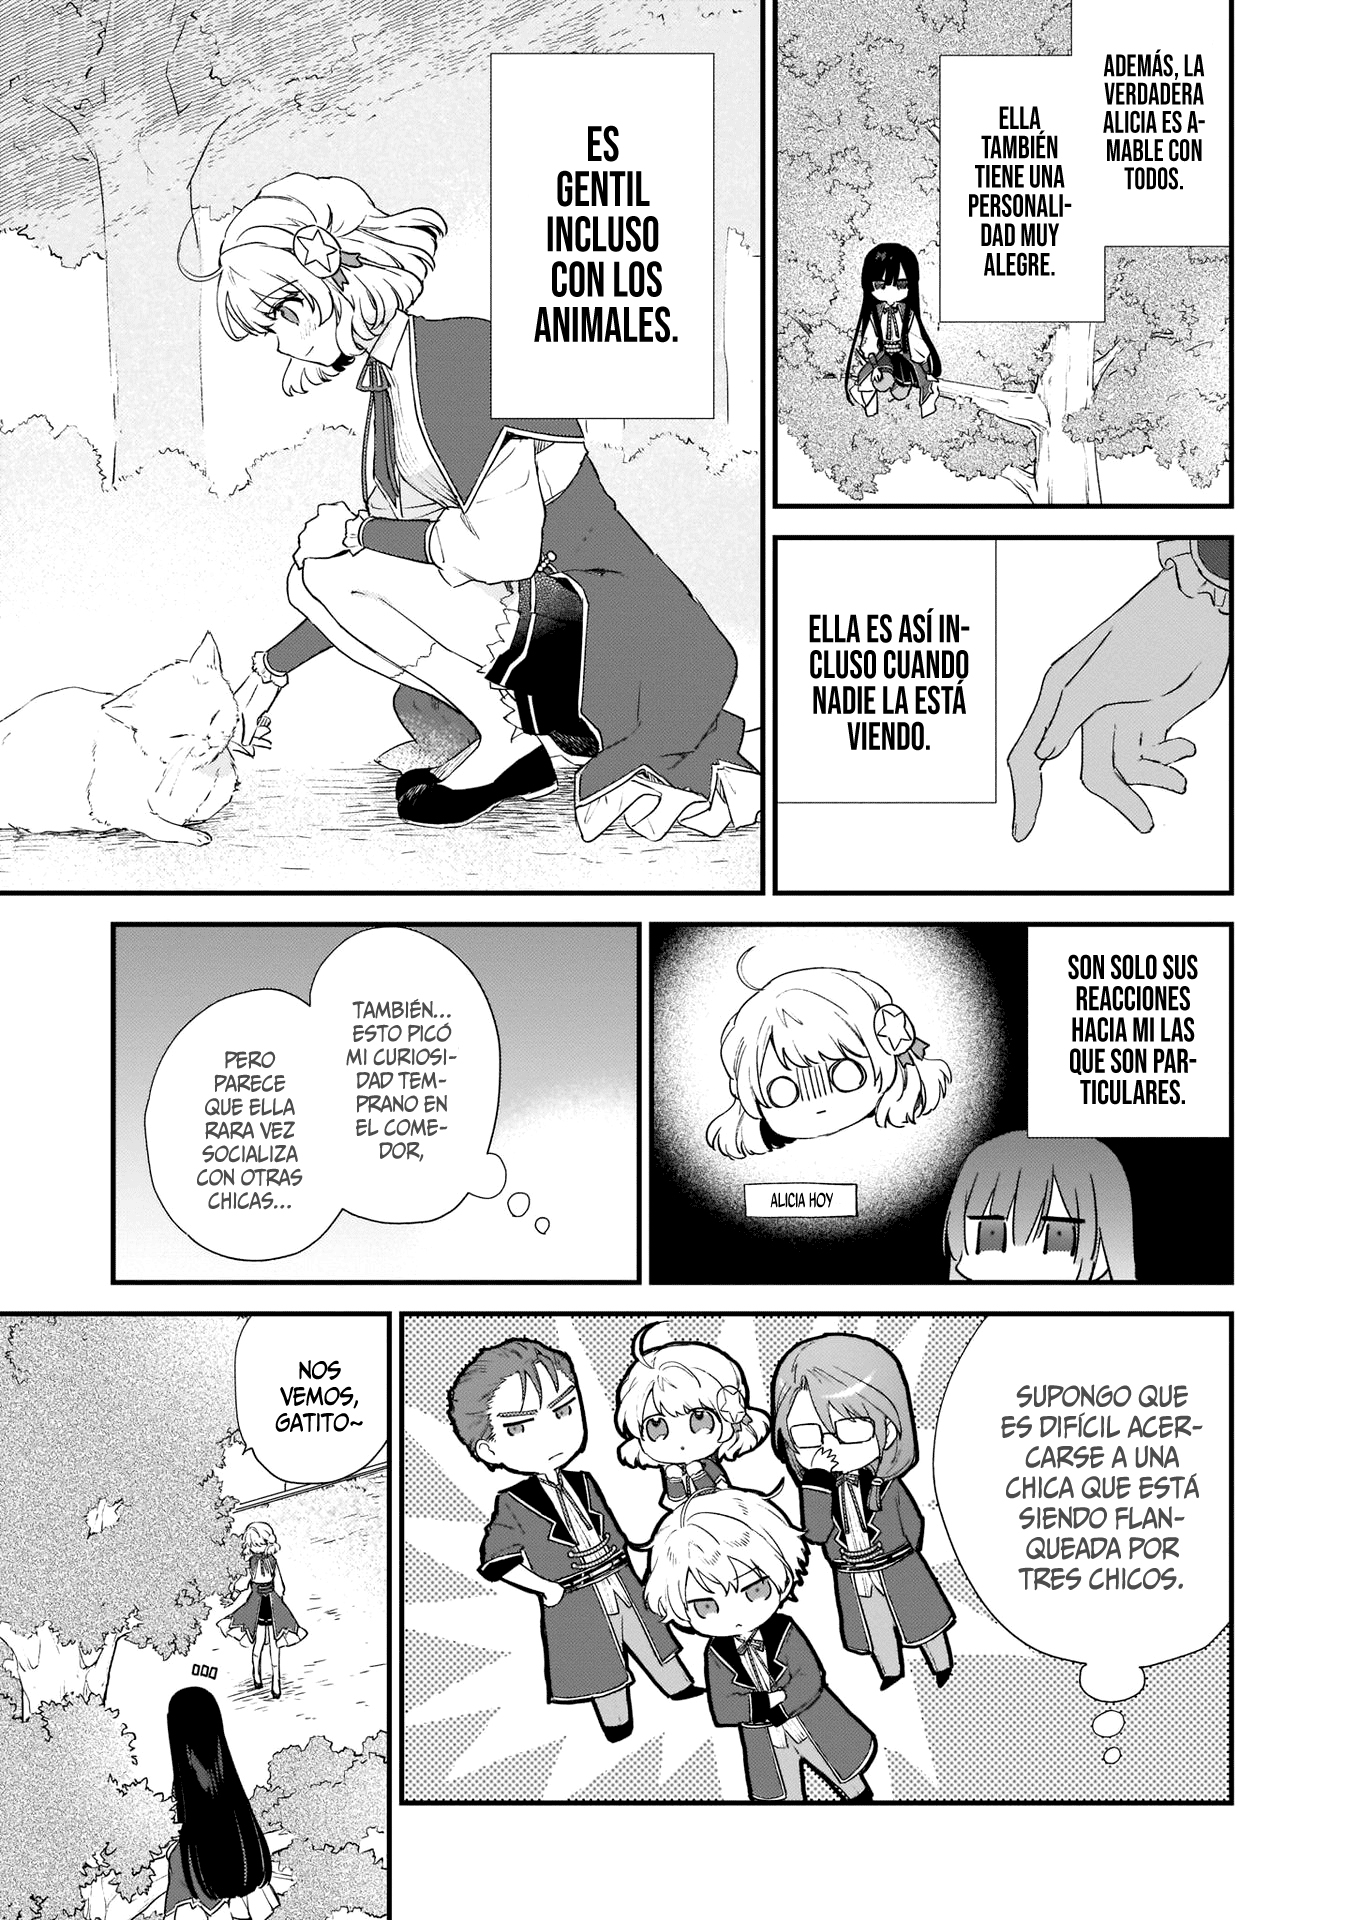 ADEMÁS, LA
VERDADERA
ALICIA ES A-
MABLE CON
TODOS.
ELLA
TAMBIÉN
TIENE UNA
PERSONALI-
DAD MUY
ALEGRE.
ES
GENTIL
INCLUSO
CON LOS
ANIMALES.
ELLA ES ASÍ IN-
CLUSO CUANDO
NADIE LA ESTÁ
VIENDO.
SON SOLO SUS
REACCIONES
HACIA MI LAS
QUE SON PAR-
TICULARES.
ALICIA HOY
TAMBIÉN...
ESTO PICÓ
MI CURIOSI-
DAD TEM-
PRANO EN
EL COME-
DOR,
PERO
PARECE
QUE ELLA
RARA VEZ
SOCIALIZA
CON OTRAS
CHICAS...
SUPONGO QUE
ES DIFÍCIL ACER-
CARSE A UNA
CHICA QUE ESTÁ
SIENDO FLAN-
QUEADA POR
TRES CHICOS.
NOS
VEMOS,
GATITO~